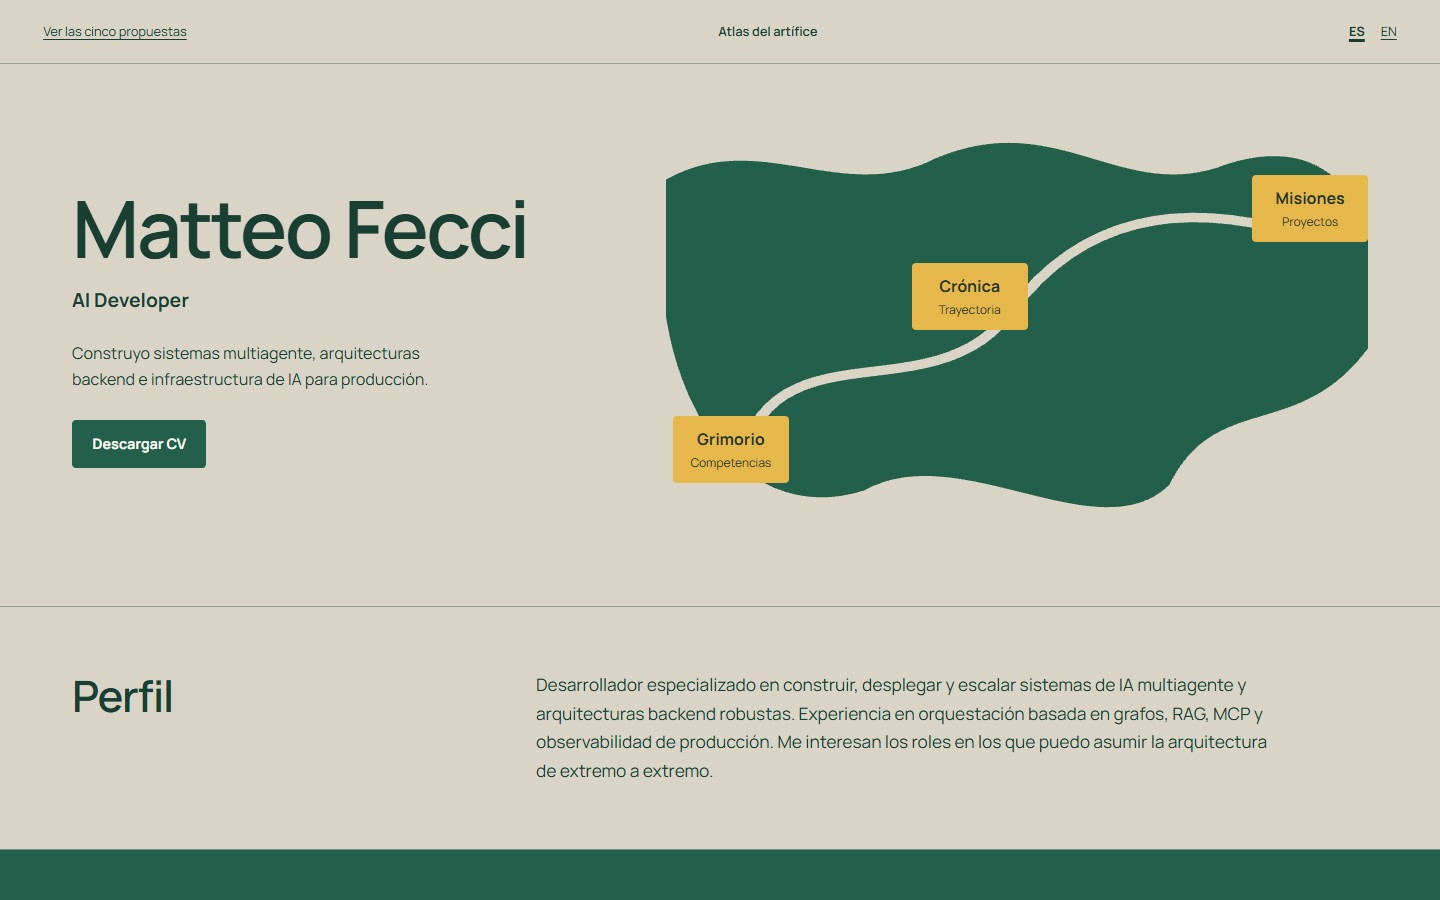 Ver las cinco propuestas
Atlas del artífice
ES EN
Matteo Fecci
AI Developer
Construyo sistemas multiagente, arquitecturas
backend e infraestructura de IA para producción.
Descargar CV
Misiones
Proyectos
Crónica
Trayectoria
Grimorio
Competencias
Perfil
Desarrollador especializado en construir, desplegar y escalar sistemas de IA multiagente y
arquitecturas backend robustas. Experiencia en orquestación basada en grafos, RAG, MCP y
observabilidad de producción. Me interesan los roles en los que puedo asumir la arquitectura
de extremo a extremo.